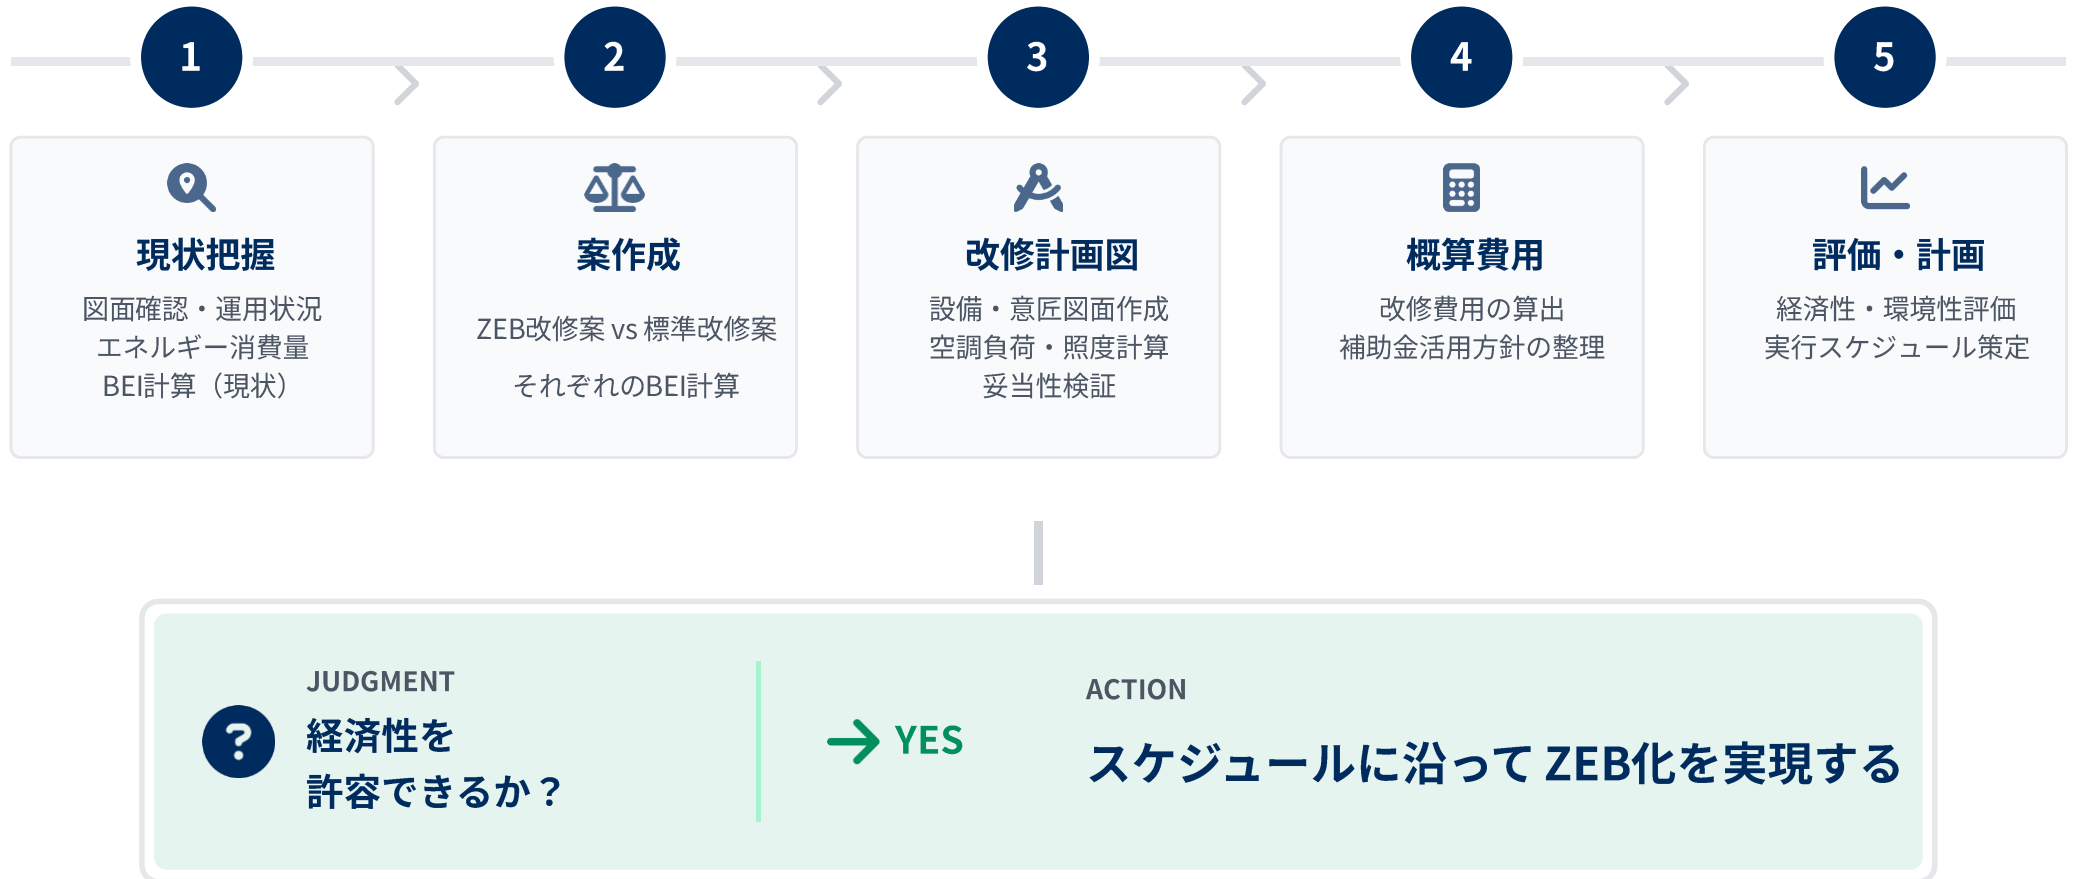 1
現状把握
図面確認・運用状況
エネルギー消費量
BEI計算（現状）
2
案作成
ZEB改修案 vs 標準改修案
それぞれのBEI計算
3
改修計画図
設備・意匠図面作成
空調負荷・照度計算
妥当性検証
4
概算費用
改修費用の算出
補助金活用方針の整理
5
評価・計画
経済性・環境性評価
実行スケジュール策定
?
JUDGMENT
経済性を
許容できるか？
YES
ACTION
スケジュールに沿って ZEB化を実現する